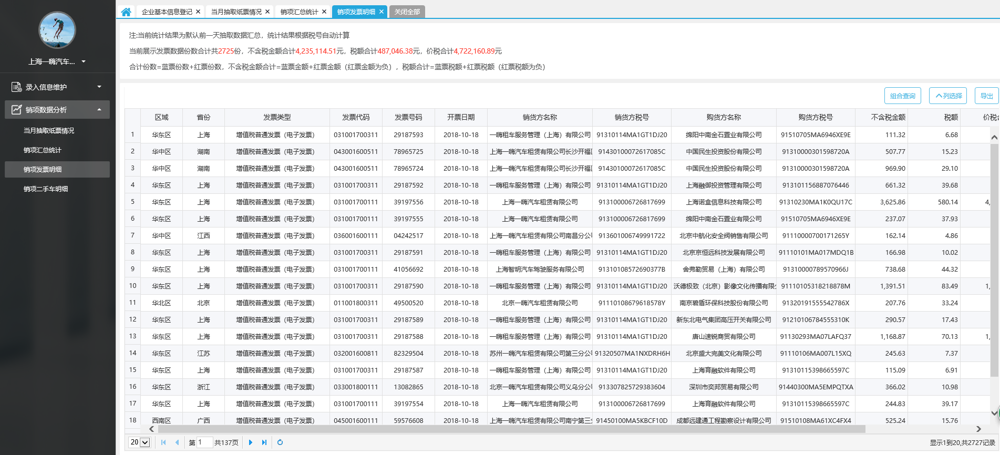 上海一嗨汽车...
录入信息维护
销项数据分析
当月抽取纸票情况
销项汇总统计
销项发票明细
销项二手车明细
企业基本信息登记 ✕ 当月抽取纸票情况 ✕ 销项汇总统计 ✕ 销项发票明细 ✕ 关闭全部
注:当前统计结果为默认前一天抽取数据汇总，统计结果根据税号自动计算
当前展示发票数据份数合计共2725份，不含税金额合计4,235,114.51元，税额合计487,046.38元，价税合计4,722,160.89元
合计份数=蓝票份数+红票份数，不含税金额合计=蓝票金额+红票金额（红票金额为负），税额合计=蓝票税额+红票税额（红票税额为负）
组合查询 列选择 导出
区域 省份 发票类型 发票代码 发票号码 开票日期 销货方名称 销货方税号 购货方名称 购货方税号 不含税金额 税额 价税
1 华东区 上海 增值税普通发票（电子发票） 031001700311 29187593 2018-10-18 一嗨租车服务管理（上海）有限公司 91310114MA1GT1DJ20 绵阳中南金石置业有限公司 91510705MA6946XE9E 111.32 6.68
2 华中区 湖南 增值税普通发票（电子发票） 043001600511 78965725 2018-10-18 上海一嗨汽车租赁有限公司长沙开福 91430100072617085C 中国民生投资股份有限公司 91310000301598720A 507.77 15.23
3 华中区 湖南 增值税普通发票（电子发票） 043001600511 78965724 2018-10-18 上海一嗨汽车租赁有限公司长沙开福 91430100072617085C 中国民生投资股份有限公司 91310000301598720A 969.90 29.10
4 华东区 上海 增值税普通发票（电子发票） 031001700311 29187592 2018-10-18 一嗨租车服务管理（上海）有限公司 91310114MA1GT1DJ20 上海融御投资管理有限公司 913101156887076446 661.32 39.68
5 华东区 上海 增值税普通发票（电子发票） 031001700111 39197556 2018-10-18 上海一嗨汽车租赁有限公司 913100006726817699 上海诺盒信息科技有限公司 91310230MA1K0QU17C 3,625.86 580.14 4,
6 华东区 上海 增值税普通发票（电子发票） 031001700111 39197555 2018-10-18 上海一嗨汽车租赁有限公司 913100006726817699 绵阳中南金石置业有限公司 91510705MA6946XE9E 237.07 37.93
7 华中区 江西 增值税普通发票（电子发票） 036001600111 04242517 2018-10-18 上海一嗨汽车租赁有限公司南昌分公 913601006749991722 北京中航化安全阀销售有限公司 91110000700171265Y 162.14 4.86
8 华东区 上海 增值税普通发票（电子发票） 031001700311 29187591 2018-10-18 一嗨租车服务管理（上海）有限公司 91310114MA1GT1DJ20 北京京恒远科技发展有限公司 91110101MA017MDQ1B 166.98 10.02
9 华东区 上海 增值税普通发票（电子发票） 031001700311 41056692 2018-10-18 上海智明汽车驾驶服务有限公司 91310108572690377B 舍弗勒贸易（上海）有限公司 91310000789570966J 738.68 44.32
10 华东区 上海 增值税普通发票（电子发票） 031001700311 29187590 2018-10-18 一嗨租车服务管理（上海）有限公司 91310114MA1GT1DJ20 沃德极致（北京）影像文化传播有限 91110105318218878M 1,391.51 83.49 1,
11 华北区 北京 增值税普通发票（电子发票） 011001800311 49500520 2018-10-18 北京一嗨汽车租赁有限公司 91110108679618578Y 南京碧盾环保科技股份有限公司 91320191555542786X 207.76 33.24
12 华东区 上海 增值税普通发票（电子发票） 031001700311 29187589 2018-10-18 一嗨租车服务管理（上海）有限公司 91310114MA1GT1DJ20 新东北电气集团高压开关有限公司 91210106784555310K 290.57 17.43
13 华东区 上海 增值税普通发票（电子发票） 031001700311 29187588 2018-10-18 一嗨租车服务管理（上海）有限公司 91310114MA1GT1DJ20 唐山速锐商贸有限公司 91130293MA07LAFQ37 1,168.87 70.13 1,
14 华东区 江苏 增值税普通发票（电子发票） 032001600811 82329504 2018-10-18 苏州一嗨汽车租赁有限公司第三分公 91320507MA1NXDRH6H 北京盛大完美文化有限公司 91110106MA007L15XQ 245.63 7.37
15 华东区 上海 增值税普通发票（电子发票） 031001700311 29187587 2018-10-18 一嗨租车服务管理（上海）有限公司 91310114MA1GT1DJ20 上海育融软件有限公司 91310115398665597C 115.09 6.91
16 华东区 浙江 增值税普通发票（电子发票） 033001800111 13082865 2018-10-18 北京一嗨汽车租赁有限公司义乌分公 913307825729383604 深圳市奕邦贸易有限公司 91440300MA5EMPQTXA 366.02 10.98
17 华东区 上海 增值税普通发票（电子发票） 031001700111 39197554 2018-10-18 上海一嗨汽车租赁有限公司 913100006726817699 上海育融软件有限公司 91310115398665597C 244.83 39.17
18 西南区 广西 增值税普通发票（电子发票） 045001600111 59576608 2018-10-18 上海一嗨汽车租赁有限公司南宁第三 91450100MA5KBCF10D 成都远建通工程勘察设计有限公司 91510108MA61XC4FX4 525.24 15.76
20 第 1 共137页 显示1到20,共2727记录